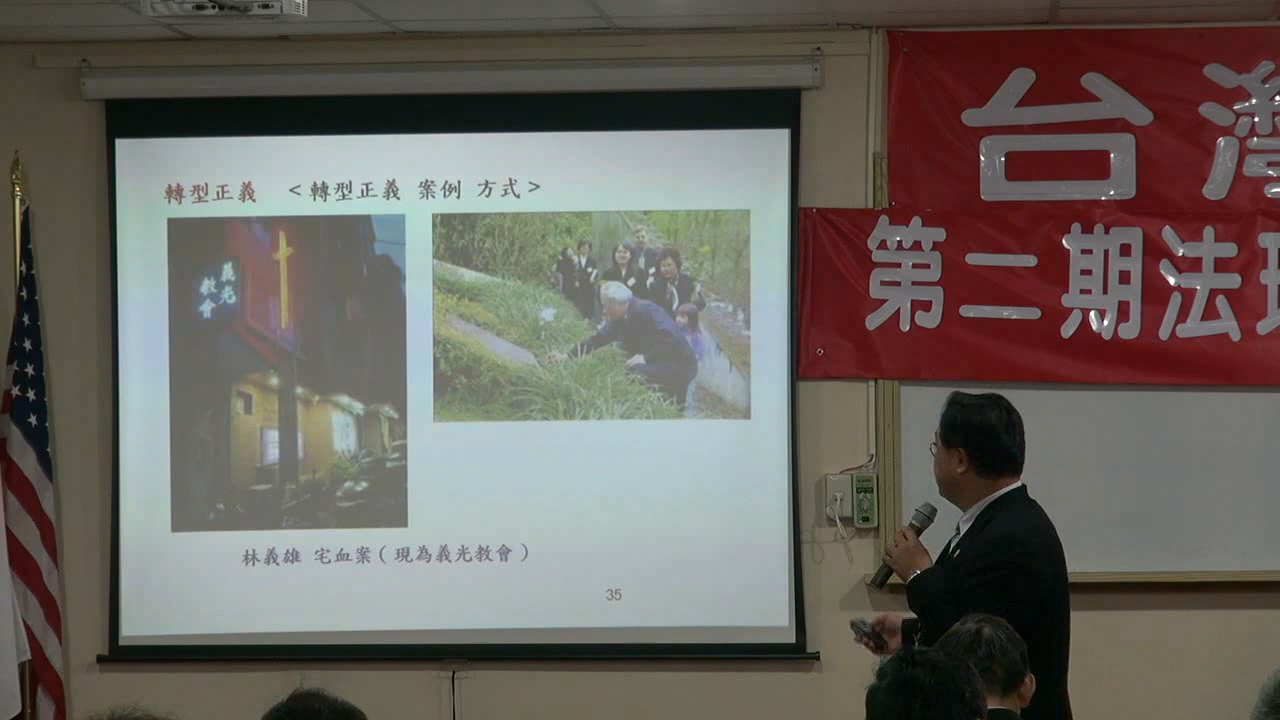 轉型正義 <轉型正義 案例 方式>
義光
教會
林義雄 宅血案(現為義光教會)
35
台灣
第二期法理